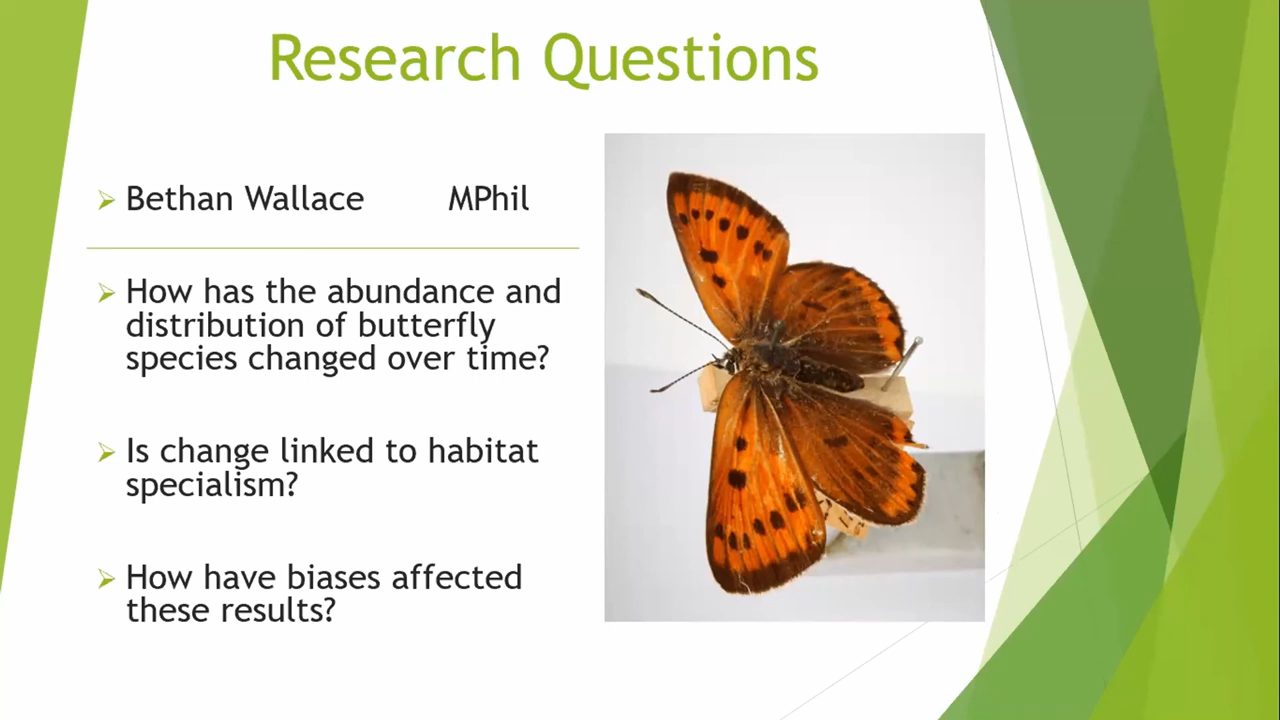 Research Questions
Bethan Wallace MPhil
How has the abundance and
distribution of butterfly
species changed over time?
Is change linked to habitat
specialism?
How have biases affected
these results?